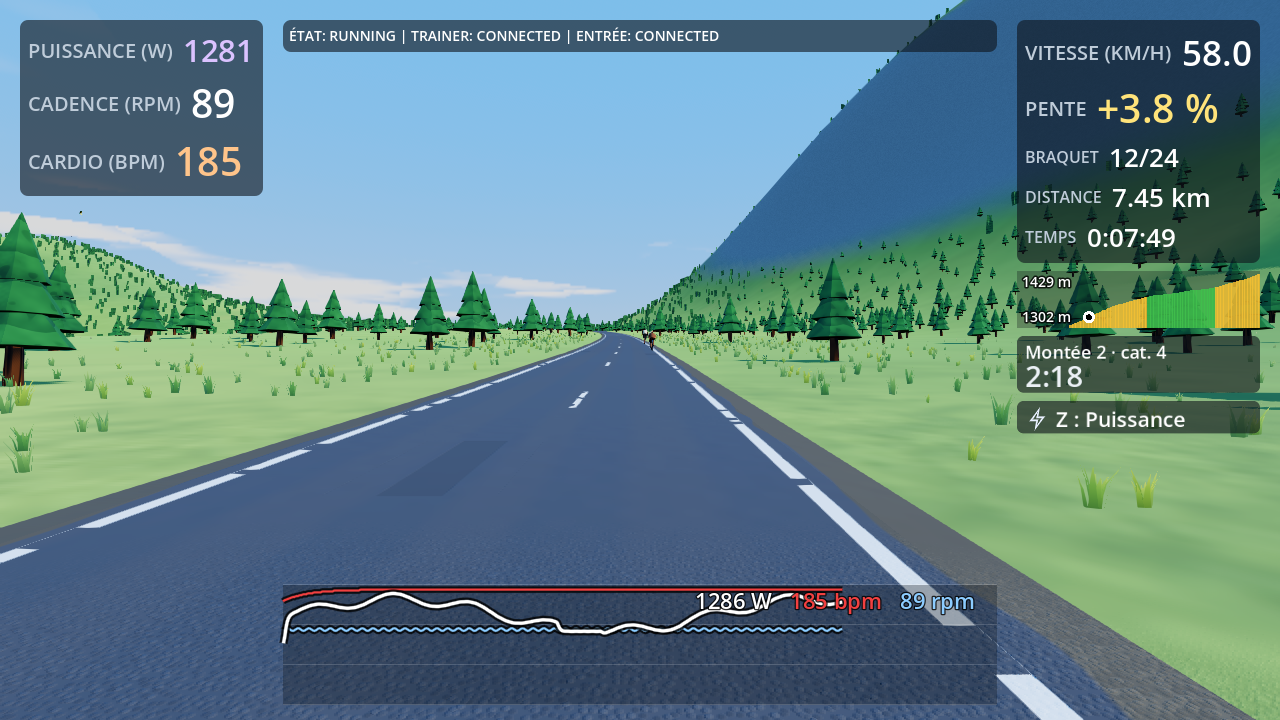 PUISSANCE (W) 1281
CADENCE (RPM) 89
CARDIO (BPM) 185
ÉTAT: RUNNING | TRAINER: CONNECTED | ENTRÉE: CONNECTED
VITESSE (KM/H) 58.0
PENTE +3.8 %
BRAQUET 12/24
DISTANCE 7.45 km
TEMPS 0:07:49
1429 m
1302 m
Montée 2 · cat. 4
2:18
Z : Puissance
1286 W 185 bpm 89 rpm